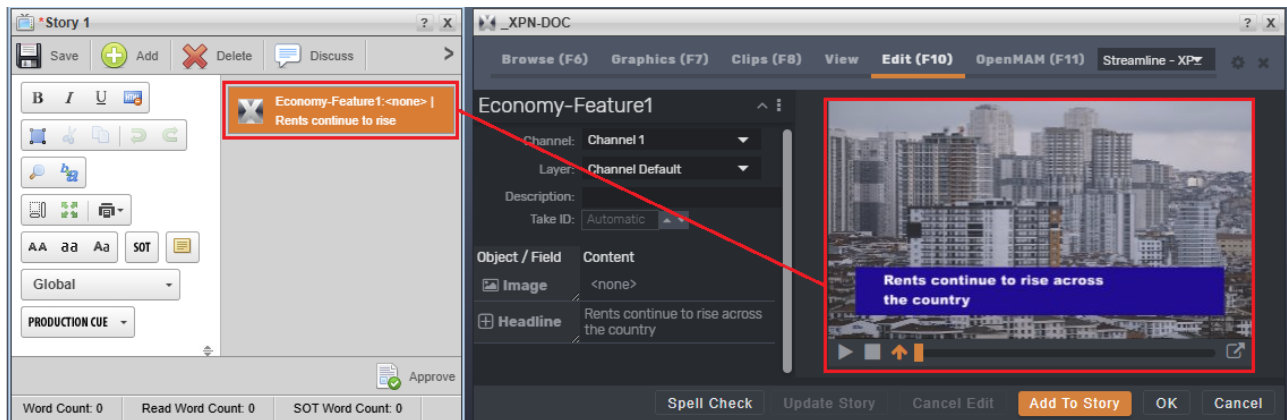 *Story 1
? X
Save
Add
Delete
Discuss
>
B I U HTML
AA aa Aa SOT
Global
PRODUCTION CUE
Economy-Feature1:<none> |
Rents continue to rise
Approve
Word Count: 0
Read Word Count: 0
SOT Word Count: 0
_XPN-DOC
? X
Browse (F6)
Graphics (F7)
Clips (F8)
View
Edit (F10)
OpenMAM (F11)
Economy-Feature1
Channel: Channel 1
Layer: Channel Default
Description:
Take ID: Automatic
Object / Field Content
Image <none>
Headline Rents continue to rise across
the country
Rents continue to rise across
the country
Spell Check
Update Story
Cancel Edit
Add To Story
OK
Cancel